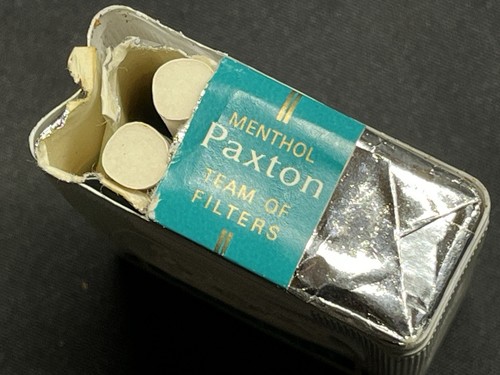 MENTHOL
Paxton
TEAM OF
FILTERS